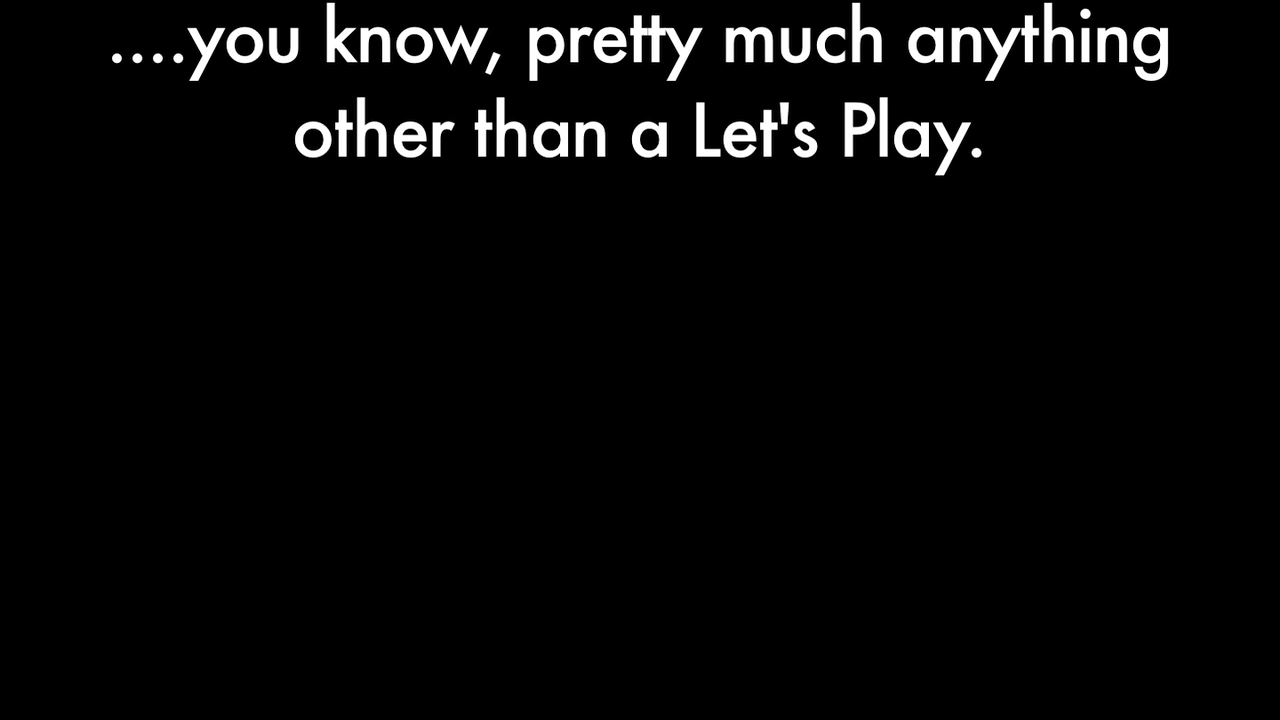 ....you know, pretty much anything
other than a Let's Play.